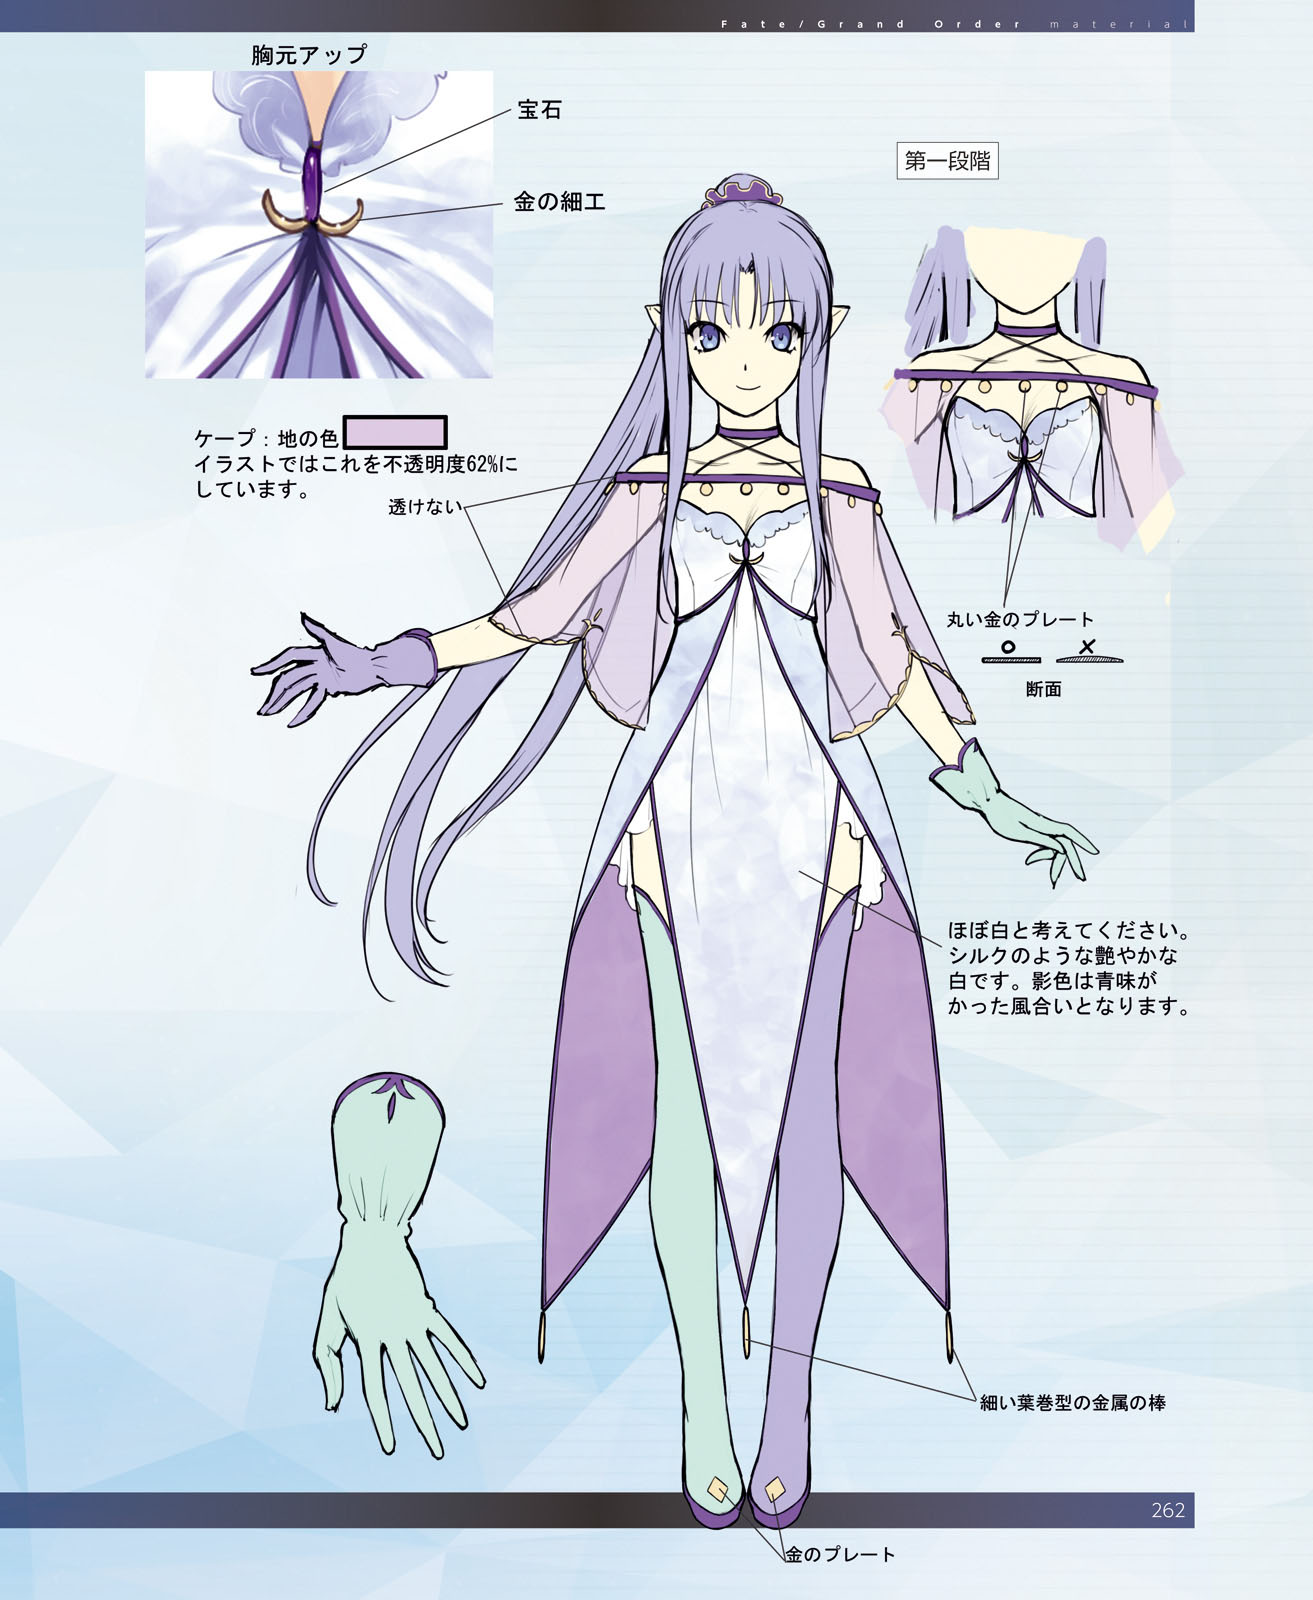 Fate/Grand Order material
胸元アップ
宝石
金の細工
第一段階
ケープ：地の色
イラストではこれを不透明度62%に
しています。
透けない
丸い金のプレート
○ ×
断面
ほぼ白と考えてください。
シルクのような艶やかな
白です。影色は青味が
かった風合いとなります。
細い葉巻型の金属の棒
262
金のプレート